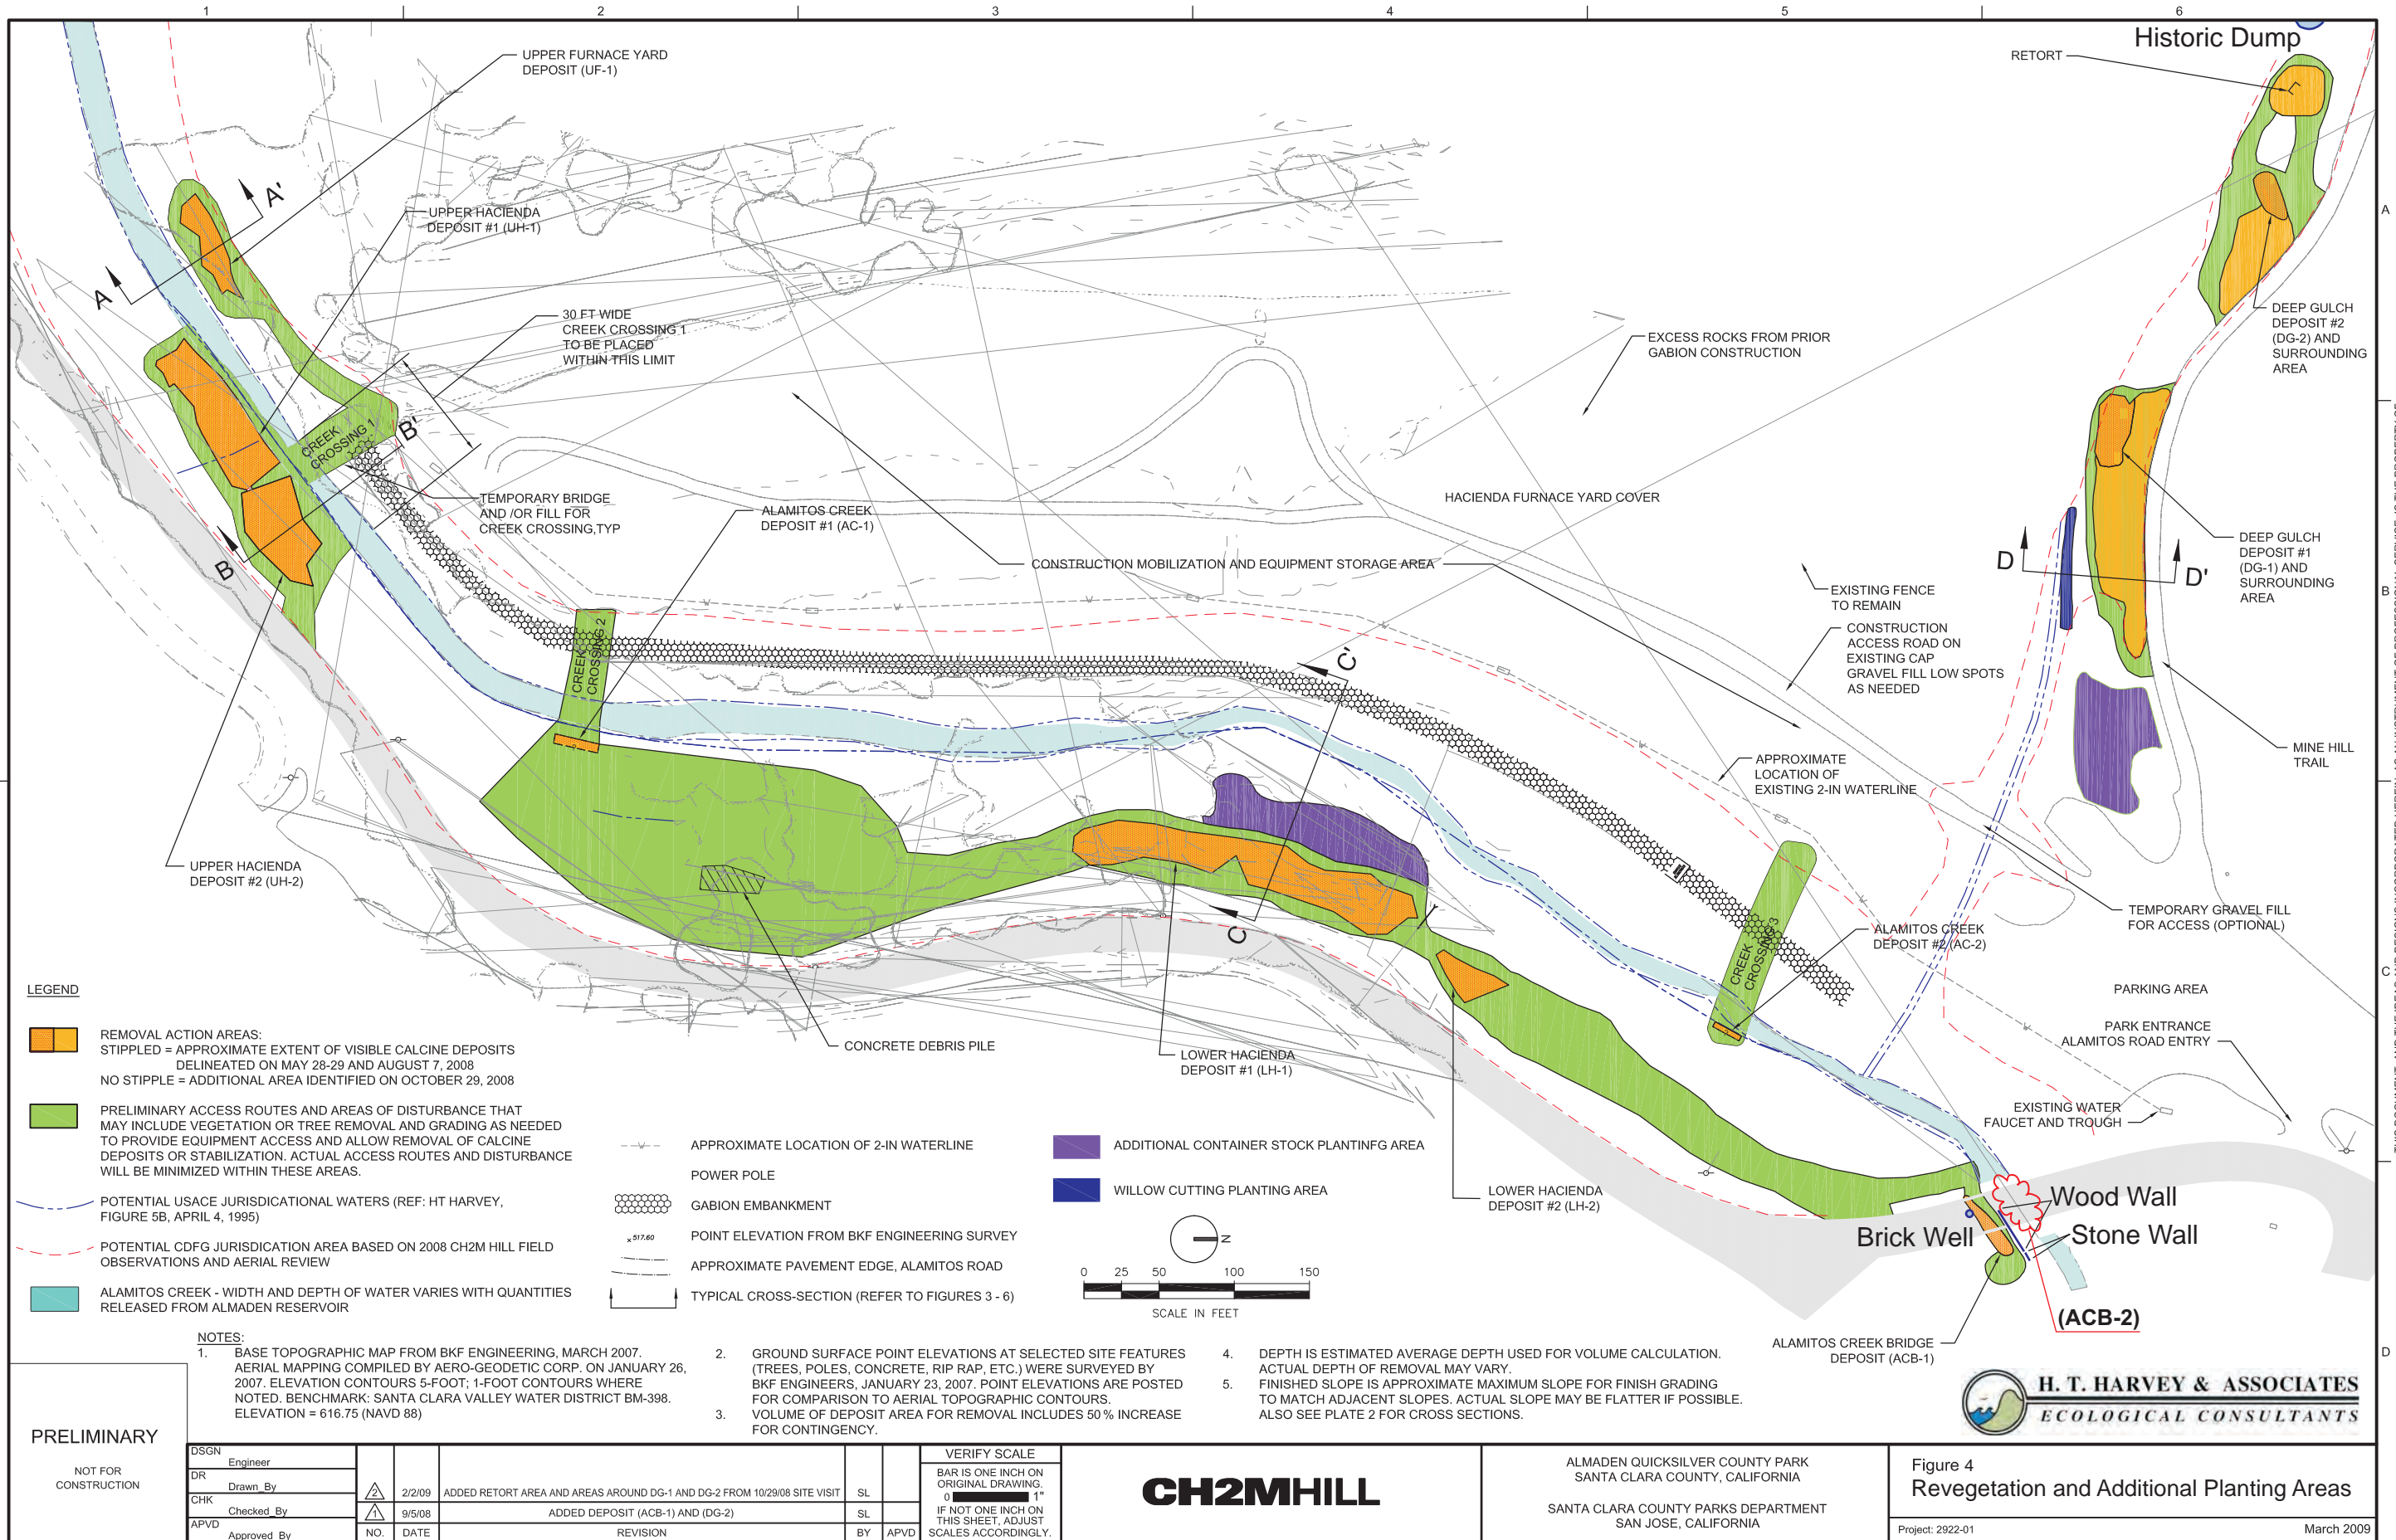 1 2 3 4 5 6
Historic Dump
RETORT
UPPER FURNACE YARD
DEPOSIT (UF-1)
A'
A
UPPER HACIENDA
DEPOSIT #1 (UH-1)
A
30 FT WIDE
CREEK CROSSING 1
TO BE PLACED
WITHIN THIS LIMIT
EXCESS ROCKS FROM PRIOR
GABION CONSTRUCTION
DEEP GULCH
DEPOSIT #2
(DG-2) AND
SURROUNDING
AREA
CREEK
CROSSING 1
B'
TEMPORARY BRIDGE
AND /OR FILL FOR
CREEK CROSSING,TYP
ALAMITOS CREEK
DEPOSIT #1 (AC-1)
HACIENDA FURNACE YARD COVER
CONSTRUCTION MOBILIZATION AND EQUIPMENT STORAGE AREA
B
D
D'
DEEP GULCH
DEPOSIT #1
(DG-1) AND
SURROUNDING
AREA
B
EXISTING FENCE
TO REMAIN
CONSTRUCTION
ACCESS ROAD ON
EXISTING CAP
GRAVEL FILL LOW SPOTS
AS NEEDED
CREEK
CROSSING 2
C'
MINE HILL
TRAIL
APPROXIMATE
LOCATION OF
EXISTING 2-IN WATERLINE
UPPER HACIENDA
DEPOSIT #2 (UH-2)
C
CREEK
CROSSING 3
ALAMITOS CREEK
DEPOSIT #2 (AC-2)
TEMPORARY GRAVEL FILL
FOR ACCESS (OPTIONAL)
C
PARKING AREA
PARK ENTRANCE
ALAMITOS ROAD ENTRY
CONCRETE DEBRIS PILE
LOWER HACIENDA
DEPOSIT #1 (LH-1)
EXISTING WATER
FAUCET AND TROUGH
LOWER HACIENDA
DEPOSIT #2 (LH-2)
Wood Wall
Brick Well
Stone Wall
(ACB-2)
ALAMITOS CREEK BRIDGE
DEPOSIT (ACB-1)
D
LEGEND
REMOVAL ACTION AREAS:
STIPPLED = APPROXIMATE EXTENT OF VISIBLE CALCINE DEPOSITS
DELINEATED ON MAY 28-29 AND AUGUST 7, 2008
NO STIPPLE = ADDITIONAL AREA IDENTIFIED ON OCTOBER 29, 2008
PRELIMINARY ACCESS ROUTES AND AREAS OF DISTURBANCE THAT
MAY INCLUDE VEGETATION OR TREE REMOVAL AND GRADING AS NEEDED
TO PROVIDE EQUIPMENT ACCESS AND ALLOW REMOVAL OF CALCINE
DEPOSITS OR STABILIZATION. ACTUAL ACCESS ROUTES AND DISTURBANCE
WILL BE MINIMIZED WITHIN THESE AREAS.
POTENTIAL USACE JURISDICATIONAL WATERS (REF: HT HARVEY,
FIGURE 5B, APRIL 4, 1995)
POTENTIAL CDFG JURISDICATION AREA BASED ON 2008 CH2M HILL FIELD
OBSERVATIONS AND AERIAL REVIEW
ALAMITOS CREEK - WIDTH AND DEPTH OF WATER VARIES WITH QUANTITIES
RELEASED FROM ALMADEN RESERVOIR
W APPROXIMATE LOCATION OF 2-IN WATERLINE
POWER POLE
GABION EMBANKMENT
x 517.60 POINT ELEVATION FROM BKF ENGINEERING SURVEY
APPROXIMATE PAVEMENT EDGE, ALAMITOS ROAD
TYPICAL CROSS-SECTION (REFER TO FIGURES 3 - 6)
ADDITIONAL CONTAINER STOCK PLANTINFG AREA
WILLOW CUTTING PLANTING AREA
N
0 25 50 100 150
SCALE IN FEET
NOTES:
1. BASE TOPOGRAPHIC MAP FROM BKF ENGINEERING, MARCH 2007.
AERIAL MAPPING COMPILED BY AERO-GEODETIC CORP. ON JANUARY 26,
2007. ELEVATION CONTOURS 5-FOOT; 1-FOOT CONTOURS WHERE
NOTED. BENCHMARK: SANTA CLARA VALLEY WATER DISTRICT BM-398.
ELEVATION = 616.75 (NAVD 88)
2. GROUND SURFACE POINT ELEVATIONS AT SELECTED SITE FEATURES
(TREES, POLES, CONCRETE, RIP RAP, ETC.) WERE SURVEYED BY
BKF ENGINEERS, JANUARY 23, 2007. POINT ELEVATIONS ARE POSTED
FOR COMPARISON TO AERIAL TOPOGRAPHIC CONTOURS.
3. VOLUME OF DEPOSIT AREA FOR REMOVAL INCLUDES 50 % INCREASE
FOR CONTINGENCY.
4. DEPTH IS ESTIMATED AVERAGE DEPTH USED FOR VOLUME CALCULATION.
ACTUAL DEPTH OF REMOVAL MAY VARY.
5. FINISHED SLOPE IS APPROXIMATE MAXIMUM SLOPE FOR FINISH GRADING
TO MATCH ADJACENT SLOPES. ACTUAL SLOPE MAY BE FLATTER IF POSSIBLE.
ALSO SEE PLATE 2 FOR CROSS SECTIONS.
H. T. HARVEY & ASSOCIATES
ECOLOGICAL CONSULTANTS
PRELIMINARY
NOT FOR
CONSTRUCTION
DSGN
Engineer
DR
Drawn_By
CHK
Checked_By
APVD
Approved_By
2 2/2/09 ADDED RETORT AREA AND AREAS AROUND DG-1 AND DG-2 FROM 10/29/08 SITE VISIT SL
1 9/5/08 ADDED DEPOSIT (ACB-1) AND (DG-2) SL
NO. DATE REVISION BY APVD
VERIFY SCALE
BAR IS ONE INCH ON
ORIGINAL DRAWING.
0 1"
IF NOT ONE INCH ON
THIS SHEET, ADJUST
SCALES ACCORDINGLY.
CH2MHILL
ALMADEN QUICKSILVER COUNTY PARK
SANTA CLARA COUNTY, CALIFORNIA
SANTA CLARA COUNTY PARKS DEPARTMENT
SAN JOSE, CALIFORNIA
Figure 4
Revegetation and Additional Planting Areas
Project: 2922-01
March 2009